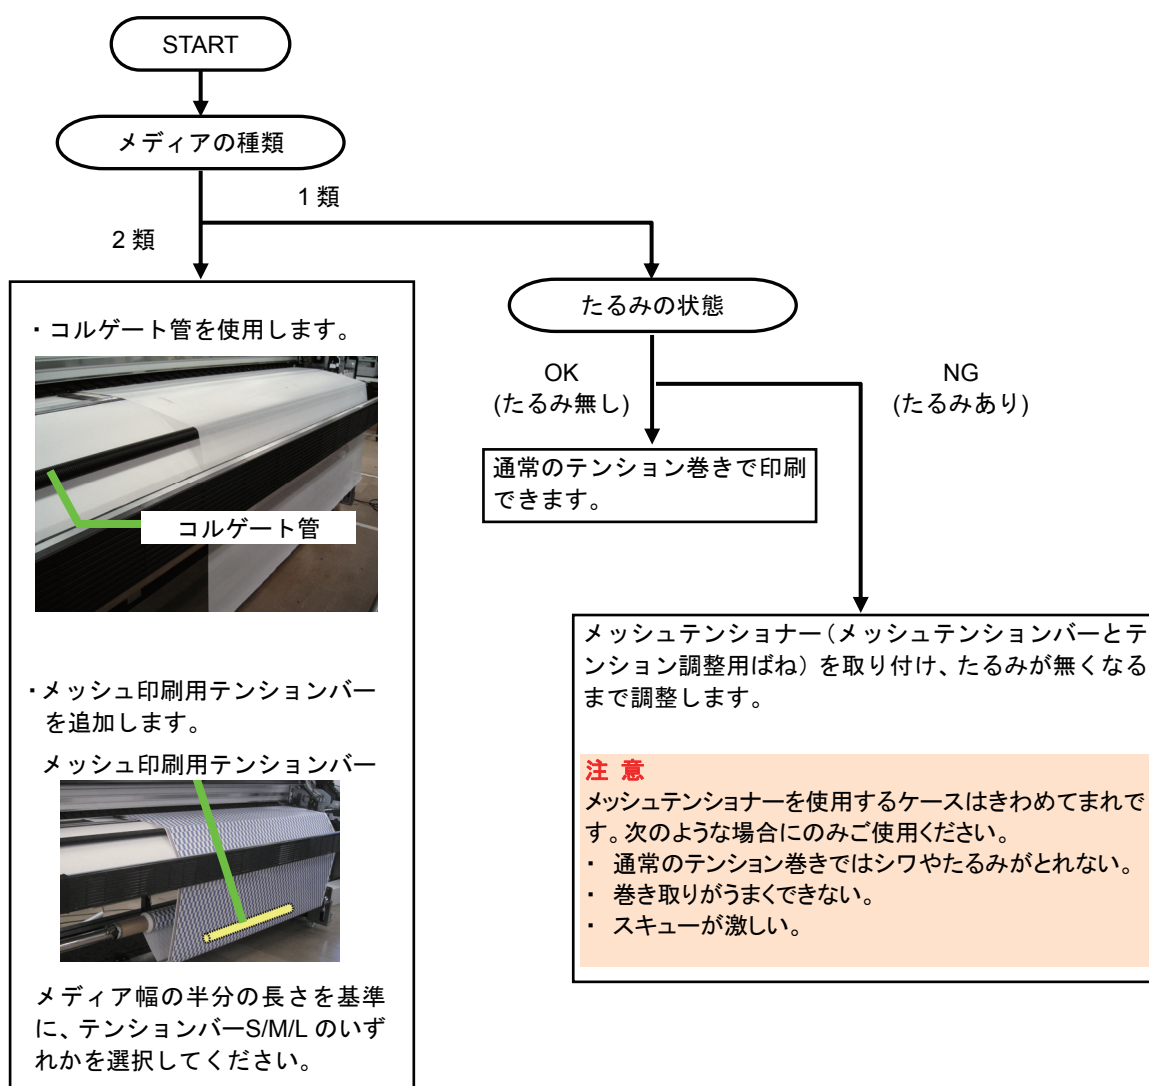 START
メディアの種類
1 類
2 類
・コルゲート管を使用します。
コルゲート管
・メッシュ印刷用テンションバー
を追加します。
メッシュ印刷用テンションバー
メディア幅の半分の長さを基準
に、テンションバーS/M/L のいず
れかを選択してください。
たるみの状態
OK
(たるみ無し)
NG
(たるみあり)
通常のテンション巻きで印刷
できます。
メッシュテンショナー（メッシュテンションバーとテ
ンション調整用ばね）を取り付け、たるみが無くなる
まで調整します。
注 意
メッシュテンショナーを使用するケースはきわめてまれで
す。次のような場合にのみご使用ください。
・ 通常のテンション巻きではシワやたるみがとれない。
・ 巻き取りがうまくできない。
・ スキューが激しい。